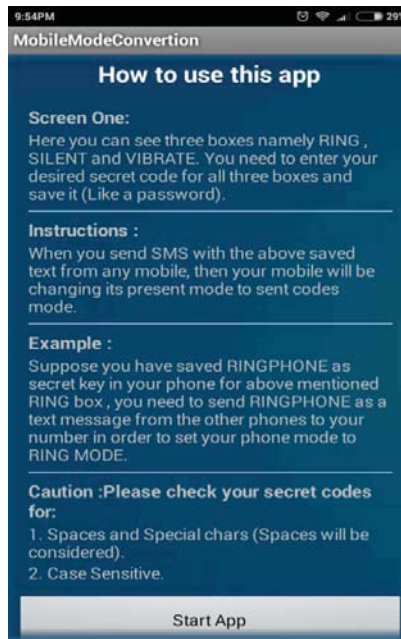 9:54PM 29%
MobileModeConvertion
How to use this app
Screen One:
Here you can see three boxes namely RING ,
SILENT and VIBRATE. You need to enter your
desired secret code for all three boxes and
save it (Like a password).
Instructions :
When you send SMS with the above saved
text from any mobile, then your mobile will be
changing its present mode to sent codes
mode.
Example :
Suppose you have saved RINGPHONE as
secret key in your phone for above mentioned
RING box , you need to send RINGPHONE as a
text message from the other phones to your
number in order to set your phone mode to
RING MODE.
Caution :Please check your secret codes
for:
1. Spaces and Special chars (Spaces will be
considered).
2. Case Sensitive.
Start App